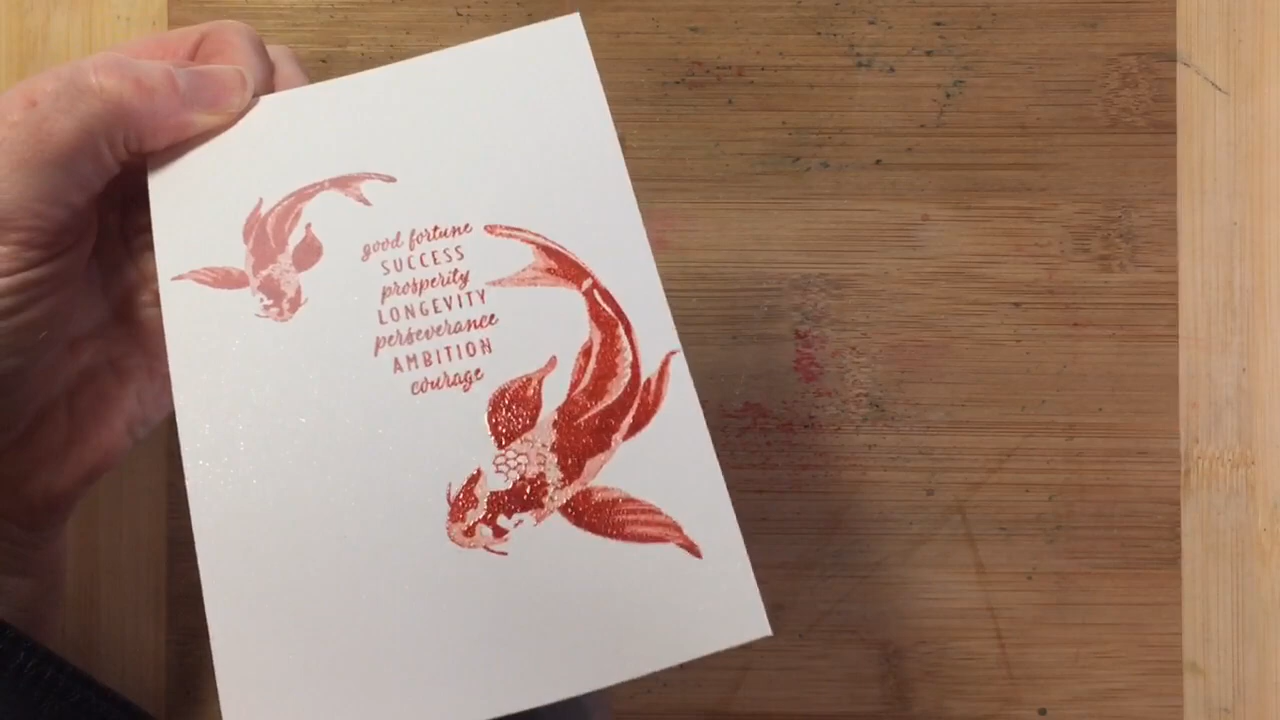 good fortune
SUCCESS
prosperity
LONGEVITY
perseverance
AMBITION
courage